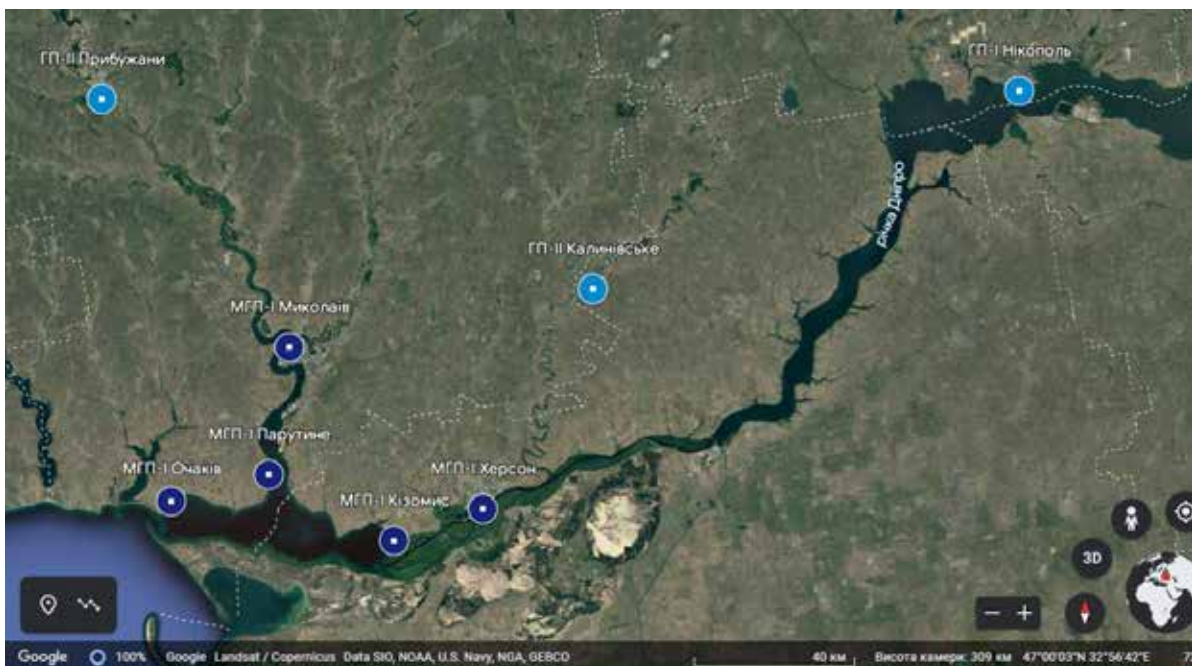 ГП-II Прибужани
ГП-I Нікополь
річка Дніпро
ГП-II Калинівське
МГП-I Миколаїв
МГП-I Парутине
МГП-I Очаків
МГП-I Херсон
МГП-I Кізомис
3D
Google 100% Google Landsat / Copernicus Data SIO, NOAA, U.S. Navy, NGA, GEBCO 40 км Висота камери: 309 км 47°00'03"N 32°56'42"E